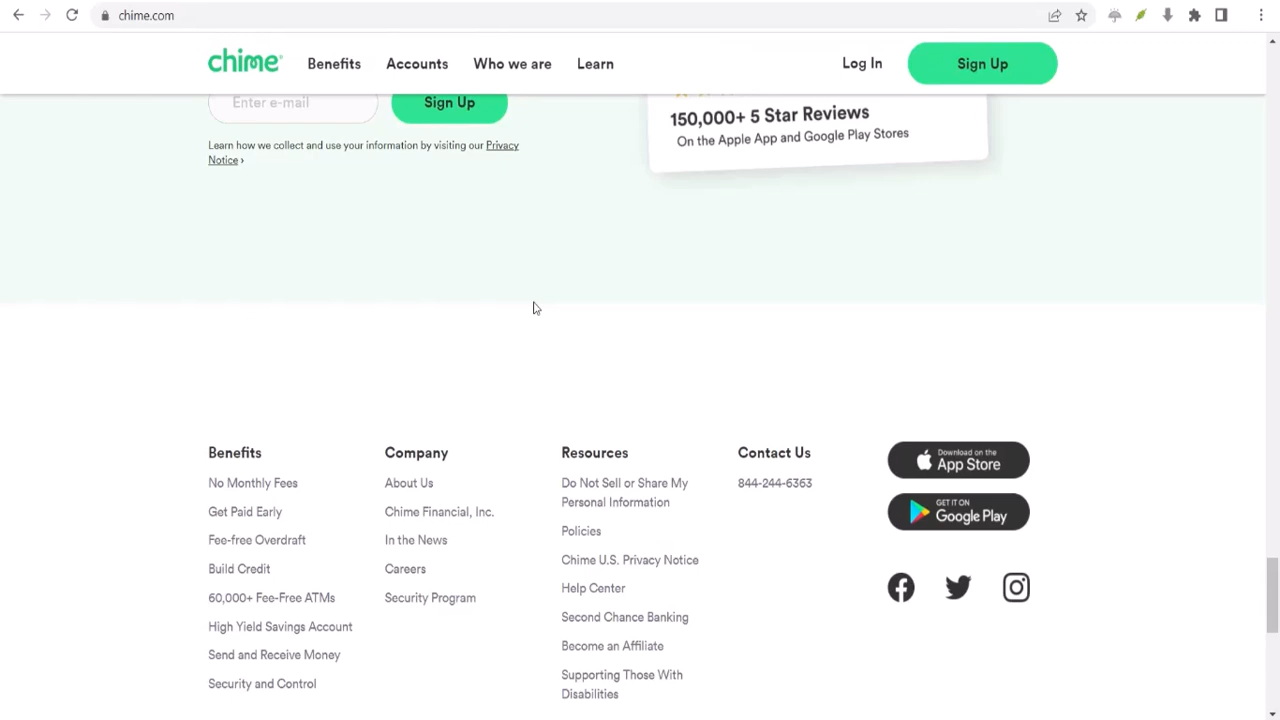 chime.com
chime
Benefits
Accounts
Who we are
Learn
Log In
Sign Up
Enter e-mail
Sign Up
Learn how we collect and use your information by visiting our Privacy
Notice ›
150,000+ 5 Star Reviews
On the Apple App and Google Play Stores
Benefits
No Monthly Fees
Get Paid Early
Fee-free Overdraft
Build Credit
60,000+ Fee-Free ATMs
High Yield Savings Account
Send and Receive Money
Security and Control
Company
About Us
Chime Financial, Inc.
In the News
Careers
Security Program
Resources
Do Not Sell or Share My
Personal Information
Policies
Chime U.S. Privacy Notice
Help Center
Second Chance Banking
Become an Affiliate
Supporting Those With
Disabilities
Contact Us
844-244-6363
Download on the
App Store
GET IT ON
Google Play